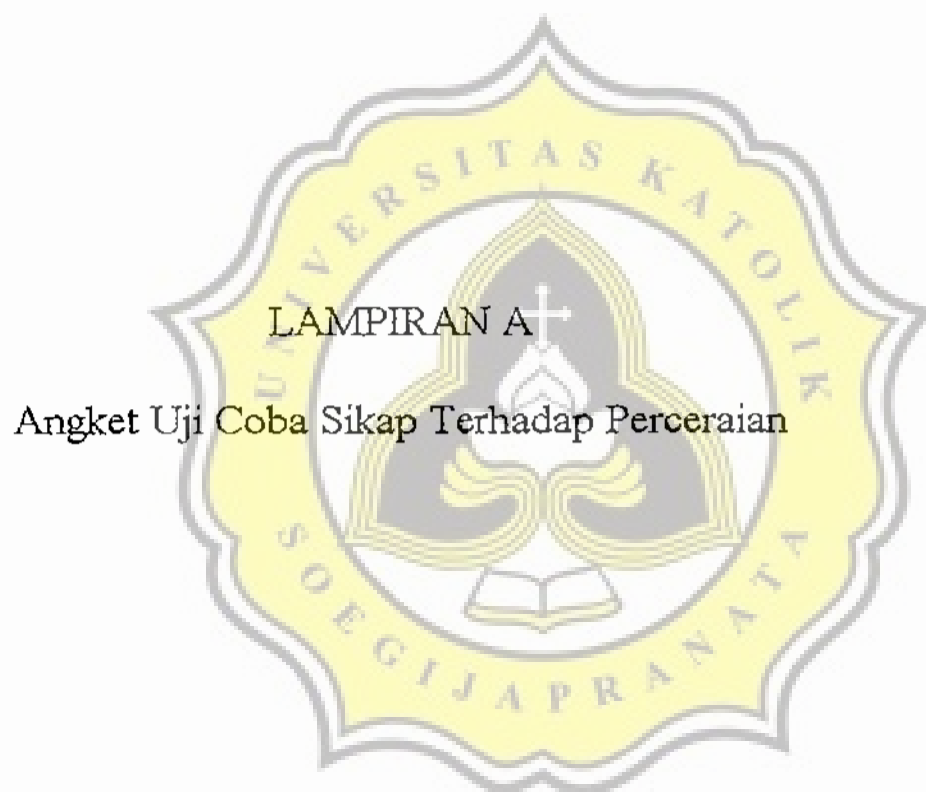 UNIVERSITAS KATOLIK
LAMPIRAN A
Angket Uji Coba Sikap Terhadap Perceraian
SOEGIJAPRANATA